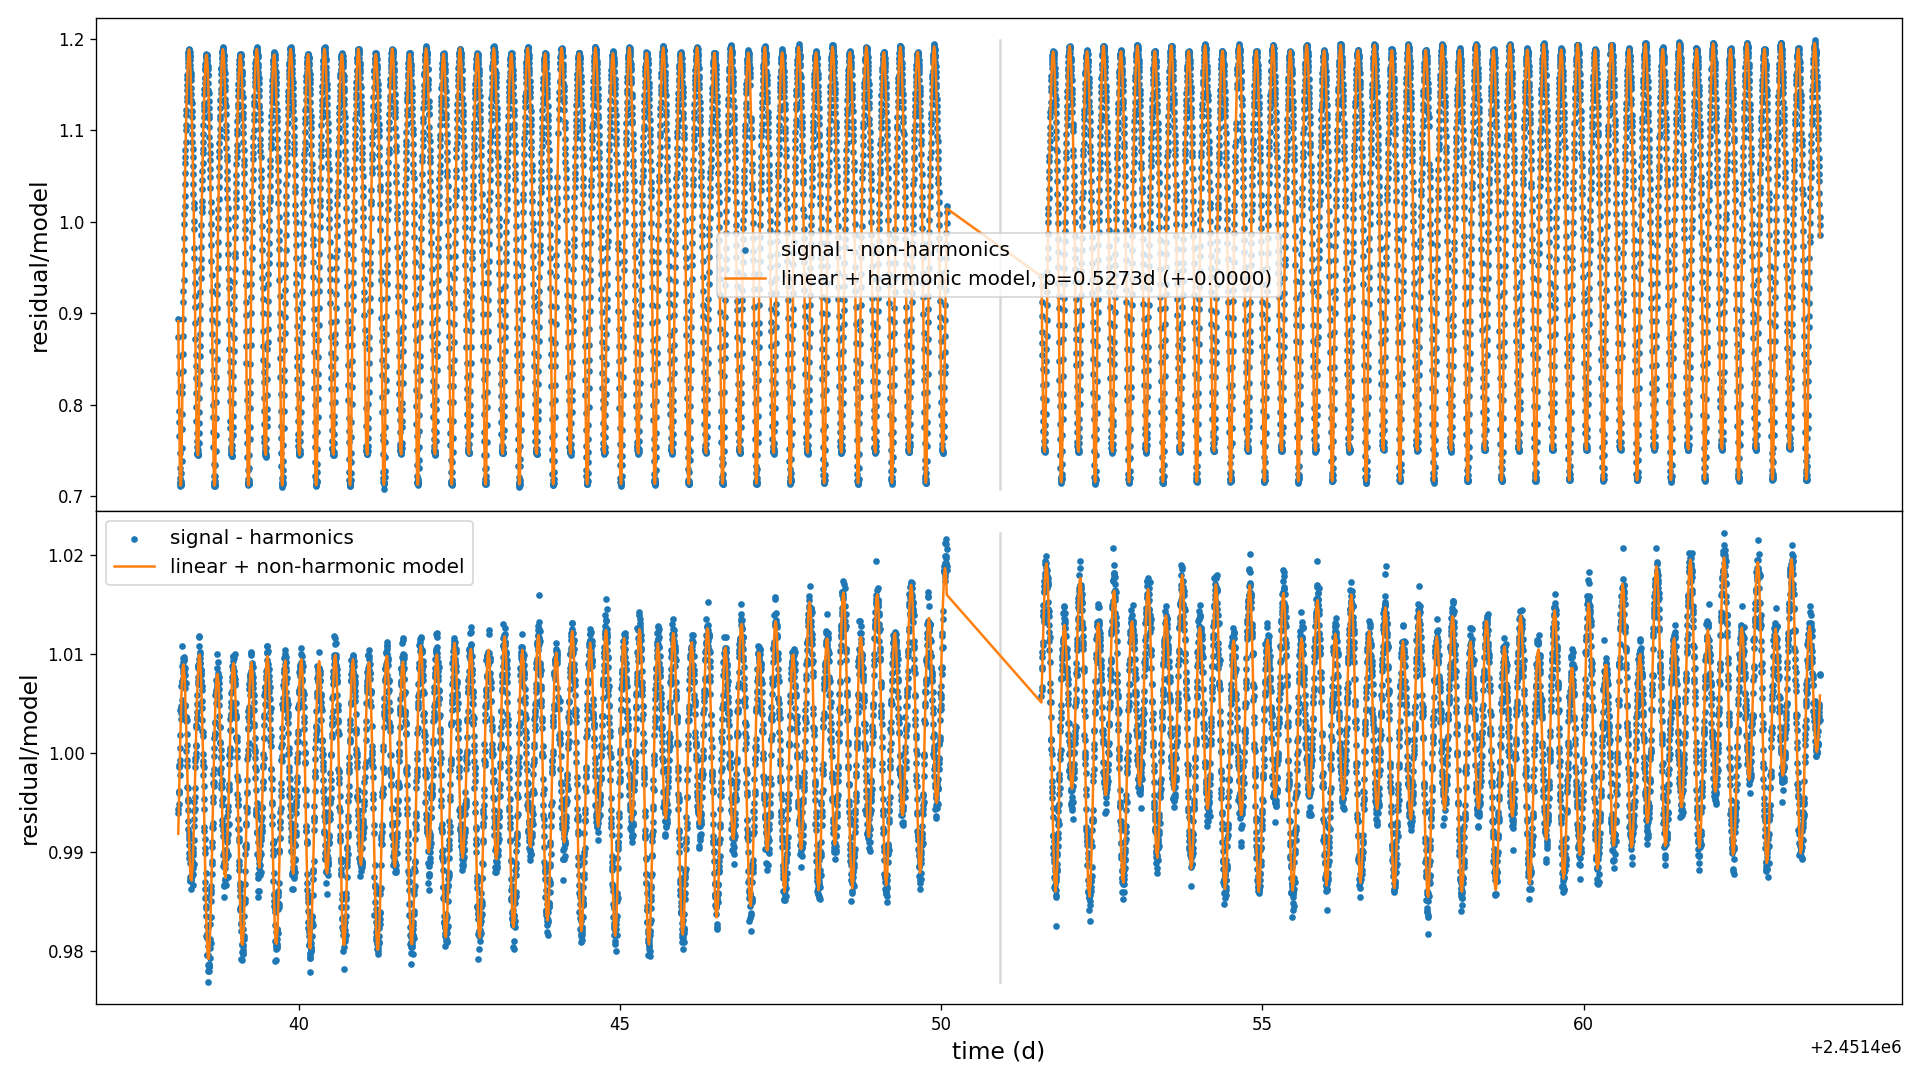 1.2
1.1
1.0
0.9
0.8
0.7
residual/model
signal - non-harmonics
linear + harmonic model, p=0.5273d (+-0.0000)
signal - harmonics
linear + non-harmonic model
1.02
1.01
1.00
0.99
0.98
residual/model
40 45 50 55 60
time (d)
+2.4514e6